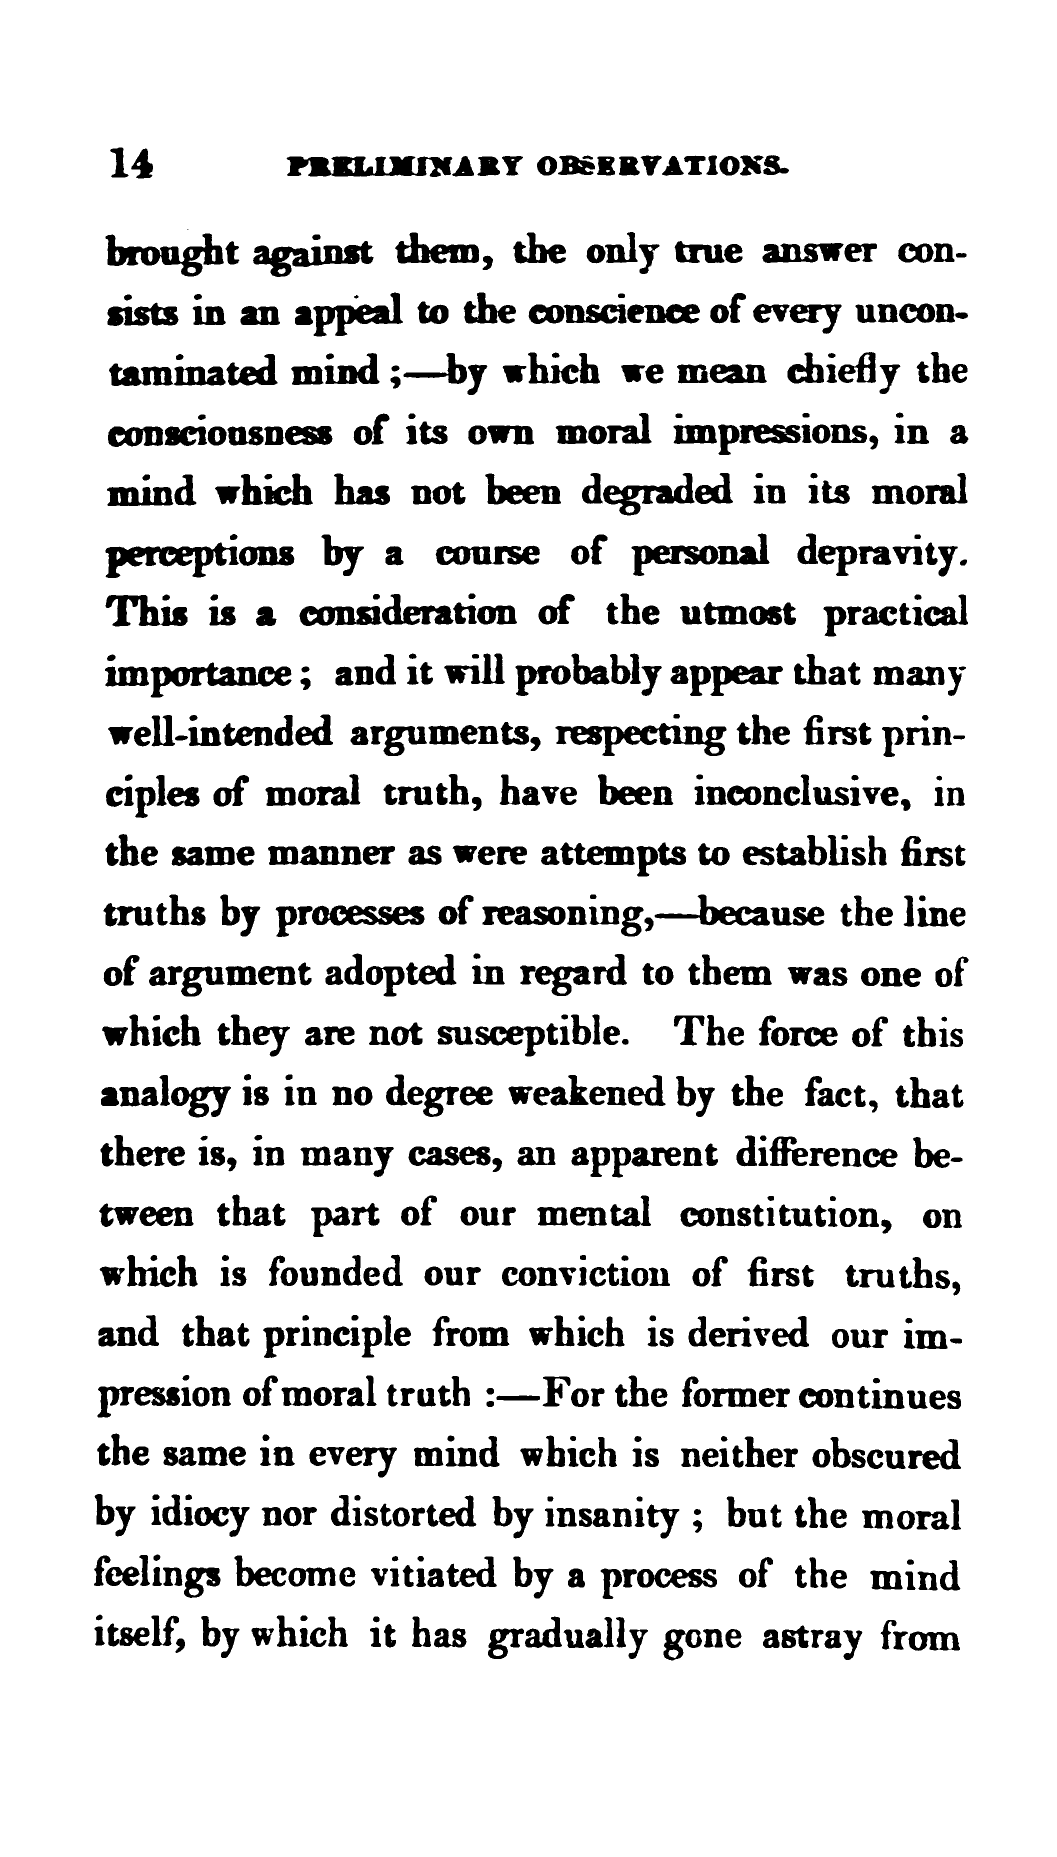 14 PRELIMINARY OBSERVATIONS.
brought against them, the only true answer con-
sists in an appeal to the conscience of every uncon-
taminated mind ;—by which we mean chiefly the
consciousness of its own moral impressions, in a
mind which has not been degraded in its moral
perceptions by a course of personal depravity.
This is a consideration of the utmost practical
importance ; and it will probably appear that many
well-intended arguments, respecting the first prin-
ciples of moral truth, have been inconclusive, in
the same manner as were attempts to establish first
truths by processes of reasoning,—because the line
of argument adopted in regard to them was one of
which they are not susceptible. The force of this
analogy is in no degree weakened by the fact, that
there is, in many cases, an apparent difference be-
tween that part of our mental constitution, on
which is founded our conviction of first truths,
and that principle from which is derived our im-
pression of moral truth :—For the former continues
the same in every mind which is neither obscured
by idiocy nor distorted by insanity ; but the moral
feelings become vitiated by a process of the mind
itself, by which it has gradually gone astray from